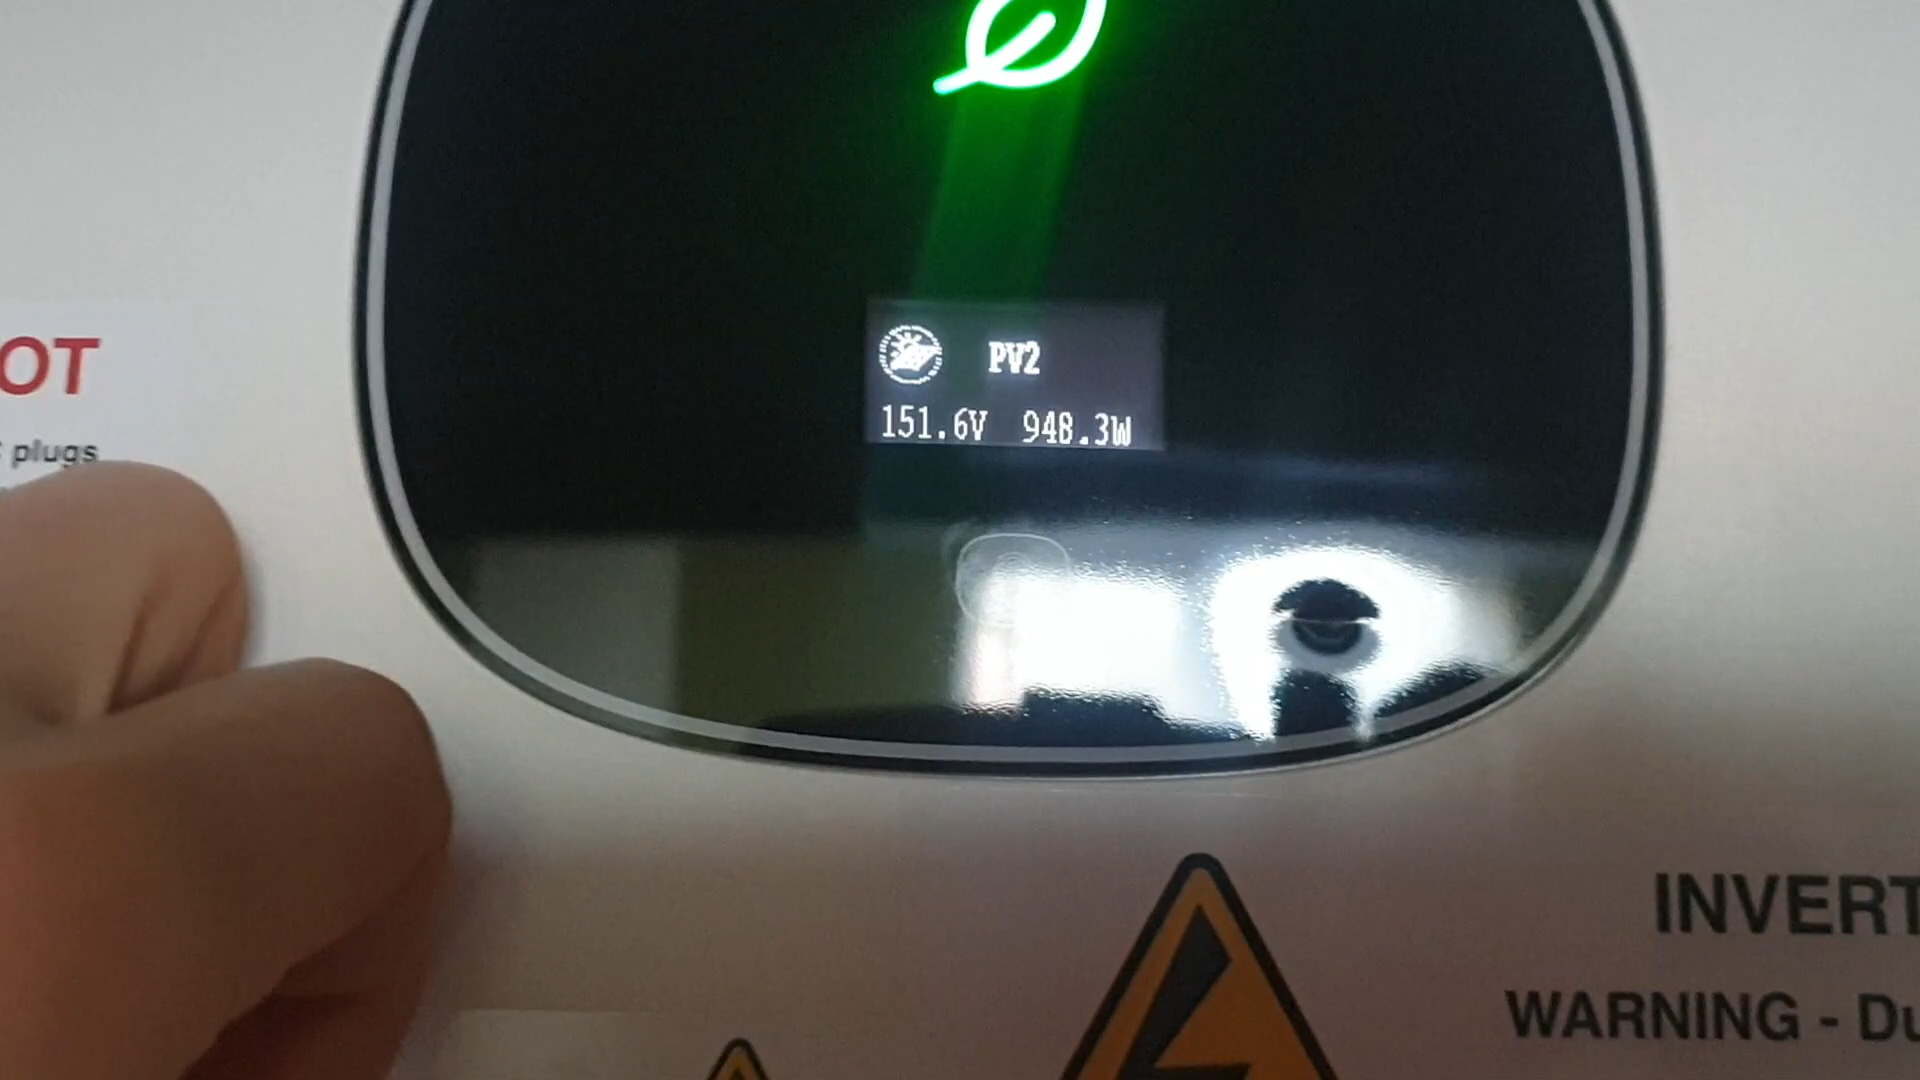 PV2
151.6V 948.3W
OT
plugs
INVERT
WARNING - Du